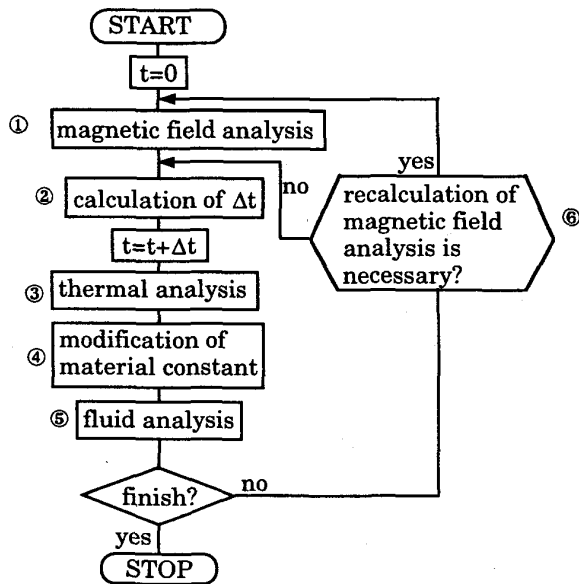 START
t=0
① magnetic field analysis
② calculation of Δt
t=t+Δt
③ thermal analysis
④ modification of
material constant
⑤ fluid analysis
finish?
no
yes
STOP
yes
no
recalculation of
magnetic field
analysis is
necessary?
⑥